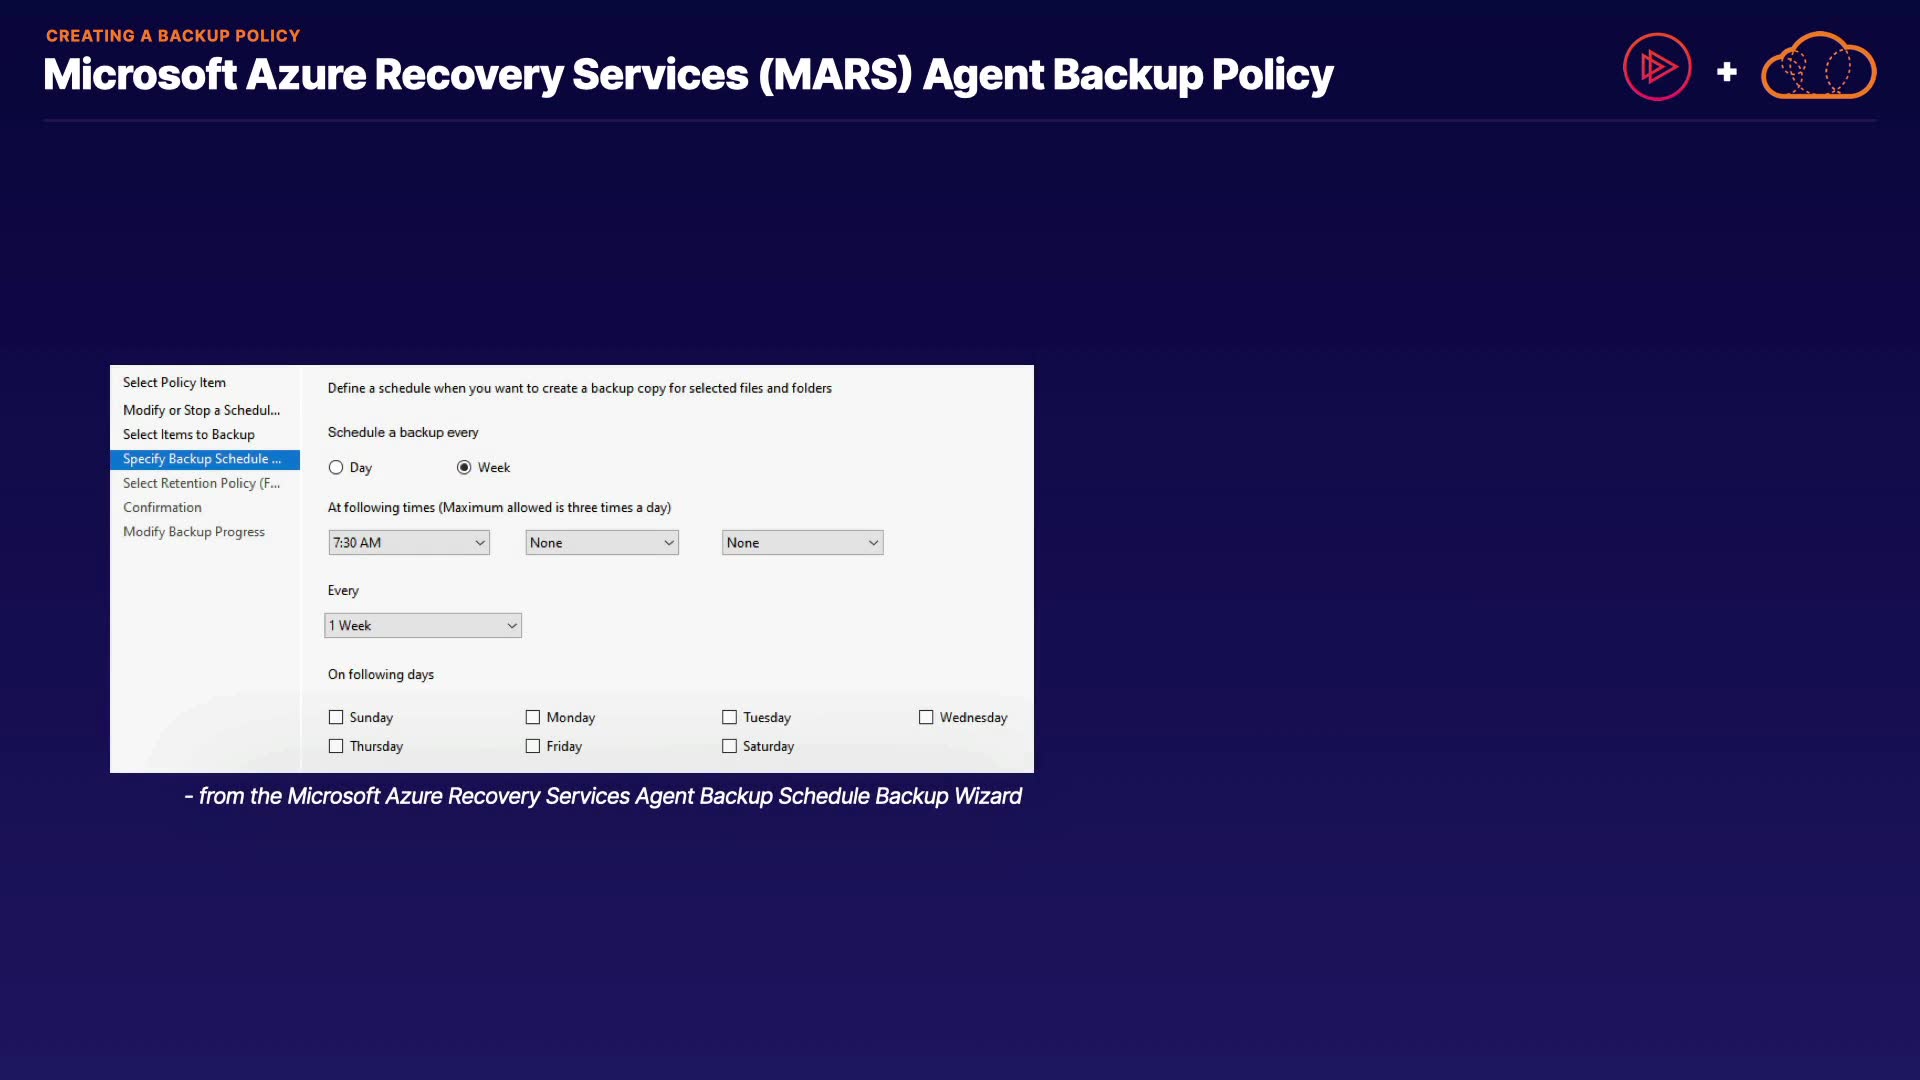 CREATING A BACKUP POLICY
Microsoft Azure Recovery Services (MARS) Agent Backup Policy
+
Select Policy Item
Modify or Stop a Schedul...
Select Items to Backup
Specify Backup Schedule ...
Select Retention Policy (F...
Confirmation
Modify Backup Progress
Define a schedule when you want to create a backup copy for selected files and folders
Schedule a backup every
Day Week
At following times (Maximum allowed is three times a day)
7:30 AM None None
Every
1 Week
On following days
Sunday Monday Tuesday Wednesday
Thursday Friday Saturday
- from the Microsoft Azure Recovery Services Agent Backup Schedule Backup Wizard